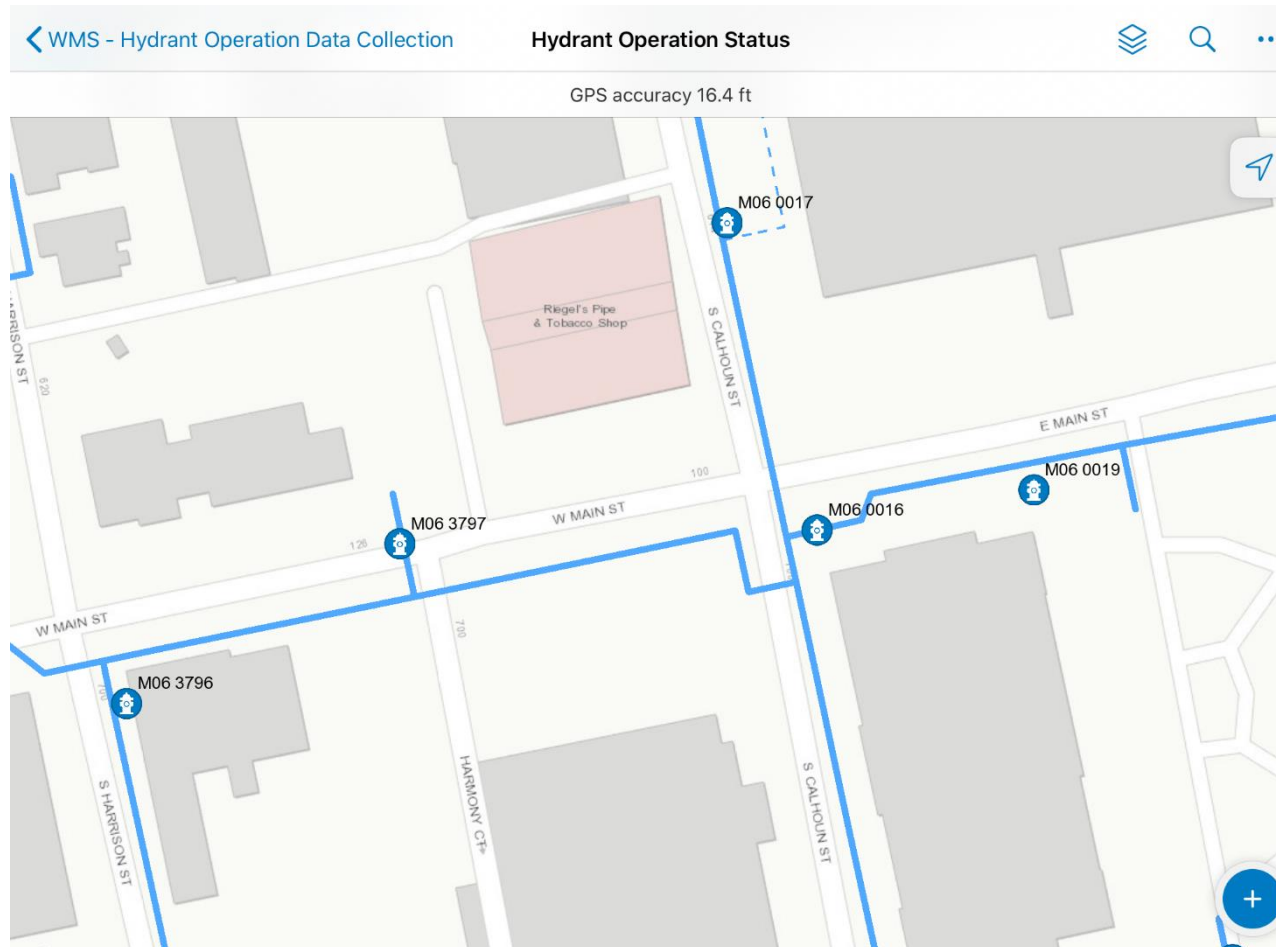 WMS - Hydrant Operation Data Collection
Hydrant Operation Status
GPS accuracy 16.4 ft
M06 0017
Riegel's Pipe
& Tobacco Shop
S CALHOUN ST
HARRISON ST
620
E MAIN ST
100
M06 0019
M06 0016
W MAIN ST
M06 3797
126
W MAIN ST
700
M06 3796
700
S HARRISON ST
HARMONY CT
S CALHOUN ST